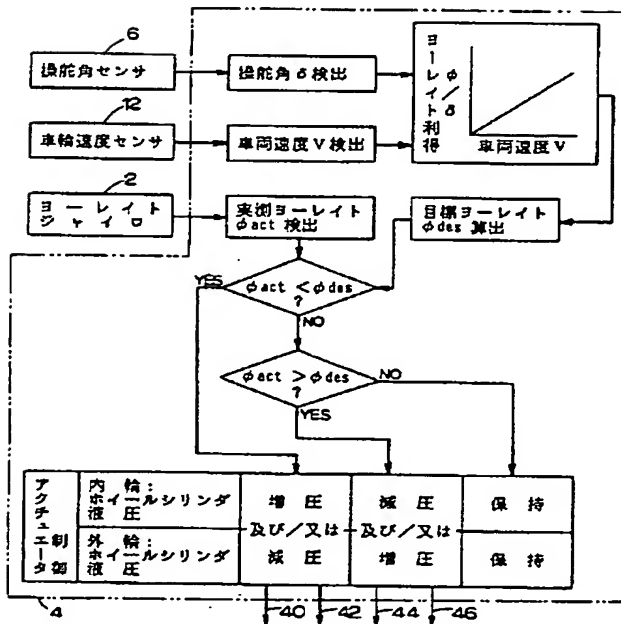 6
操舵角センサ
操舵角δ検出
ヨーレイト利得 φ/δ
車両速度V
12
車輪速度センサ
車両速度V検出
2
ヨーレイト
ジャイロ
実測ヨーレイト
φact 検出
目標ヨーレイト
φdes 算出
YES
φact<φdes
?
NO
φact>φdes
?
NO
YES
アクチュエータ制御
内輪:
ホイールシリンダ
液圧
増圧
減圧
保持
及び/又は
及び/又は
外輪:
ホイールシリンダ
液圧
減圧
増圧
保持
4
40
42
44
46